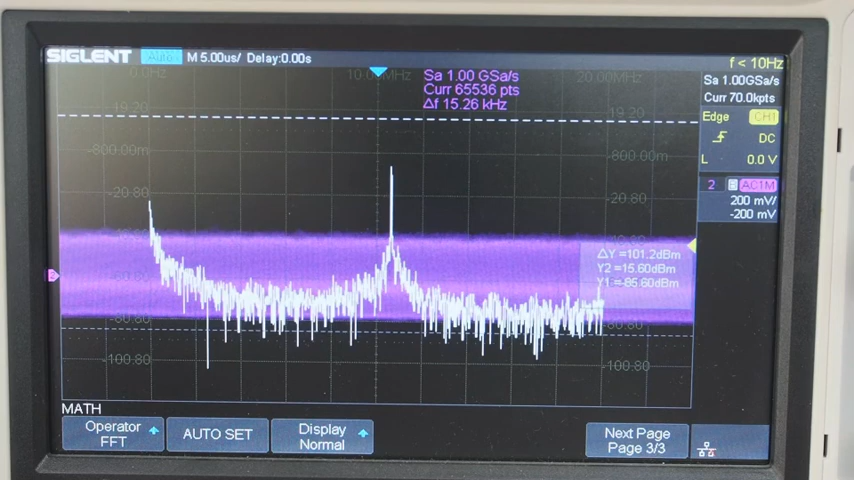 SIGLENT Auto M 5.00us/ Delay:0.00s
f < 10Hz
0.0Hz 10.00MHz 20.00MHz
Sa 1.00 GSa/s
Curr 65536 pts
Δf 15.26 kHz
Sa 1.00GSa/s
Curr 70.0kpts
Edge CH1
DC
L 0.0 V
2 B AC1M
200 mV/
-200 mV
19.20 19.20
-800.00m -800.00m
-20.80 -20.80
ΔY =101.2dBm
Y2 =15.60dBm
Y1 =-85.60dBm
-80.80 -80.80
-100.80 -100.80
MATH
Operator
FFT
AUTO SET
Display
Normal
Next Page
Page 3/3